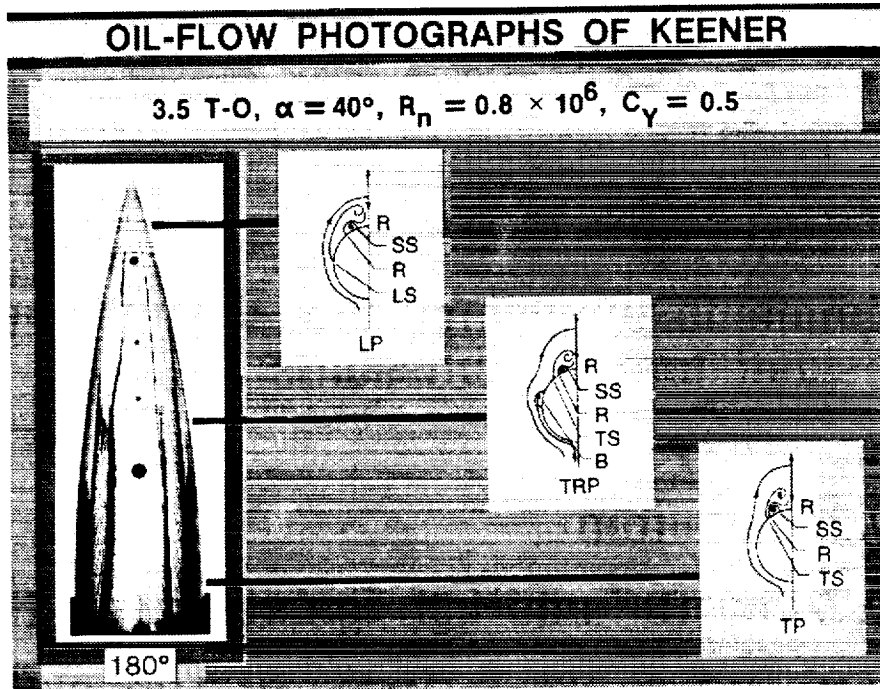 OIL-FLOW PHOTOGRAPHS OF KEENER
3.5 T-O, α = 40°, Rn = 0.8 × 10⁶, CY = 0.5
R
SS
R
LS
LP
R
SS
R
TS
B
TRP
R
SS
R
TS
TP
180°